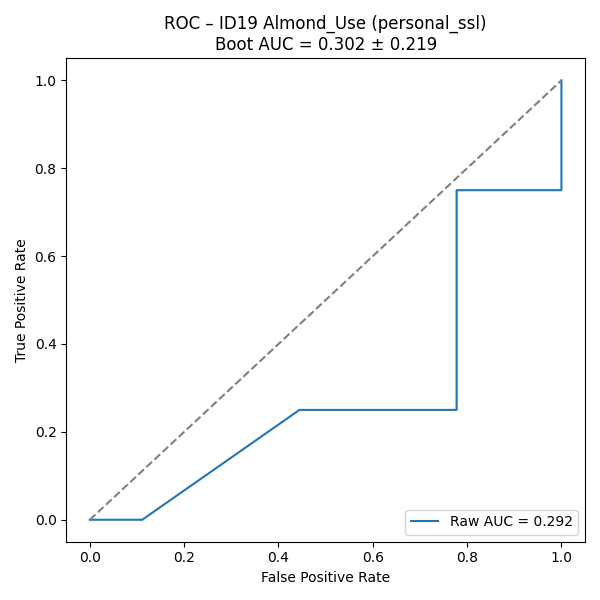 ROC – ID19 Almond_Use (personal_ssl)
Boot AUC = 0.302 ± 0.219
1.0
0.8
0.6
0.4
0.2
0.0
True Positive Rate
Raw AUC = 0.292
0.0 0.2 0.4 0.6 0.8 1.0
False Positive Rate